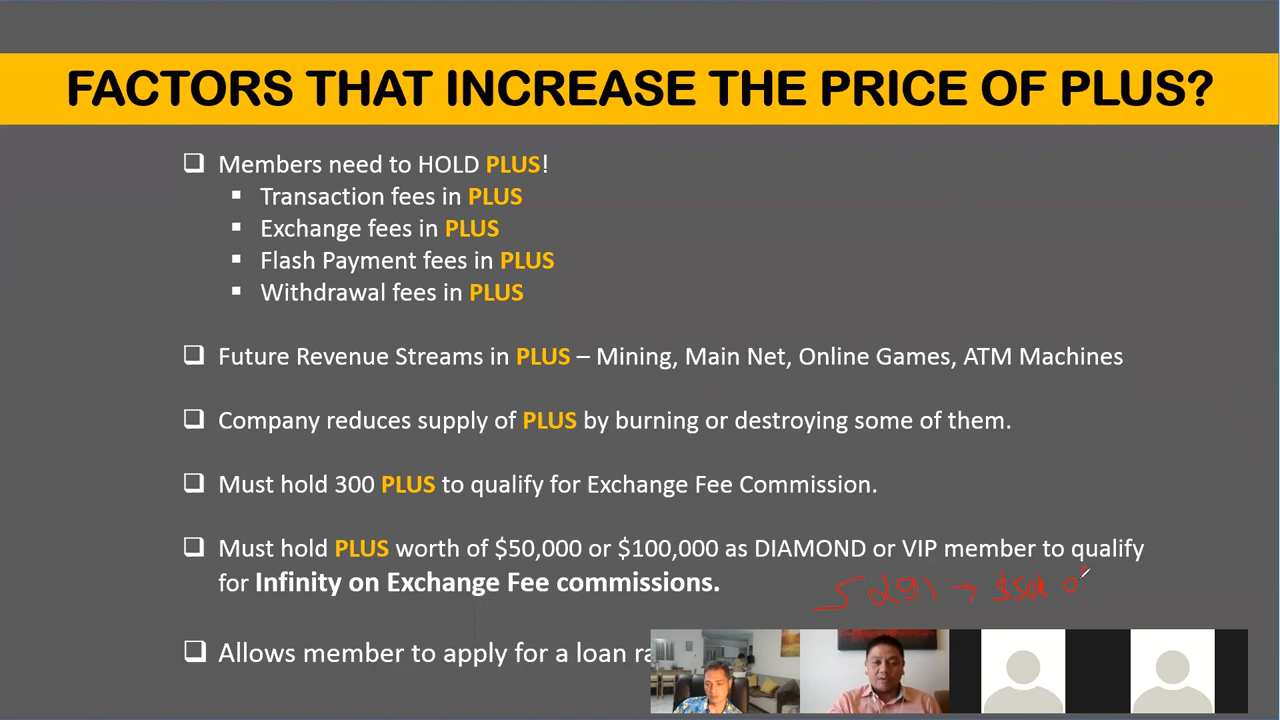 FACTORS THAT INCREASE THE PRICE OF PLUS?
Members need to HOLD PLUS!
Transaction fees in PLUS
Exchange fees in PLUS
Flash Payment fees in PLUS
Withdrawal fees in PLUS
Future Revenue Streams in PLUS – Mining, Main Net, Online Games, ATM Machines
Company reduces supply of PLUS by burning or destroying some of them.
Must hold 300 PLUS to qualify for Exchange Fee Commission.
Must hold PLUS worth of $50,000 or $100,000 as DIAMOND or VIP member to qualify
for Infinity on Exchange Fee commissions.
5291 → $50k
Allows member to apply for a loan